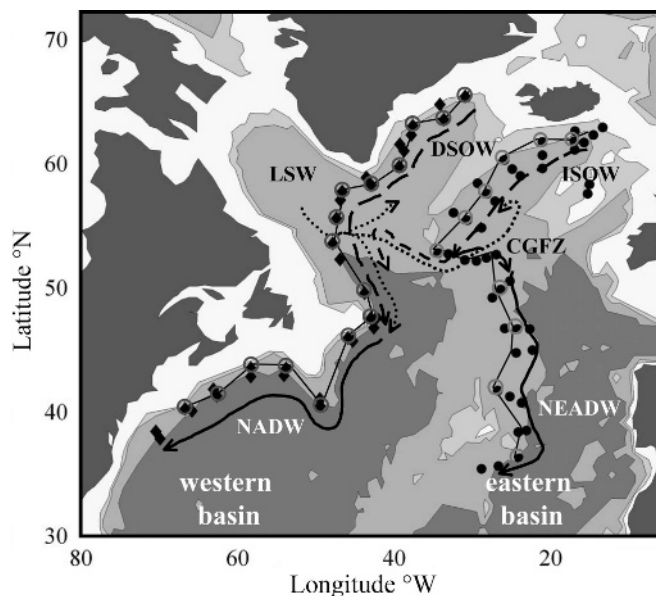 70
60
50
40
30
Latitude °N
LSW
DSOW
ISOW
CGFZ
NADW
NEADW
western
basin
eastern
basin
80
60
40
20
Longitude °W